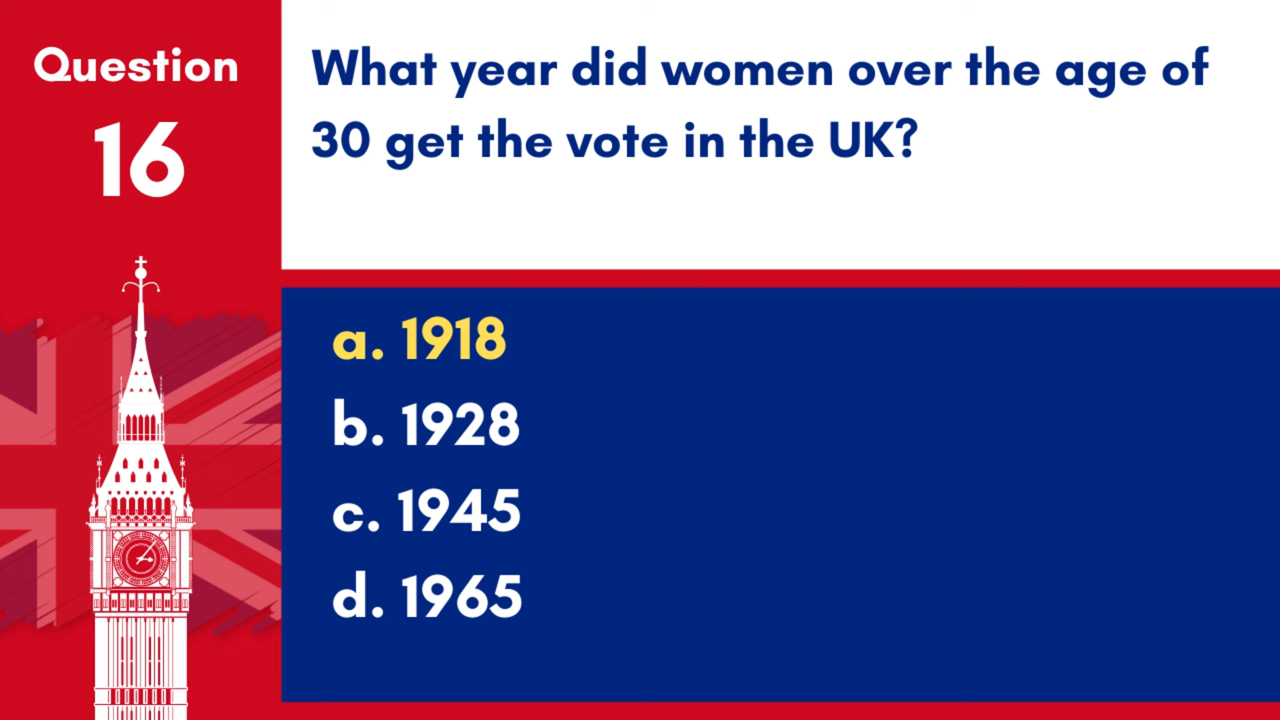 Question
16
What year did women over the age of
30 get the vote in the UK?
a. 1918
b. 1928
c. 1945
d. 1965